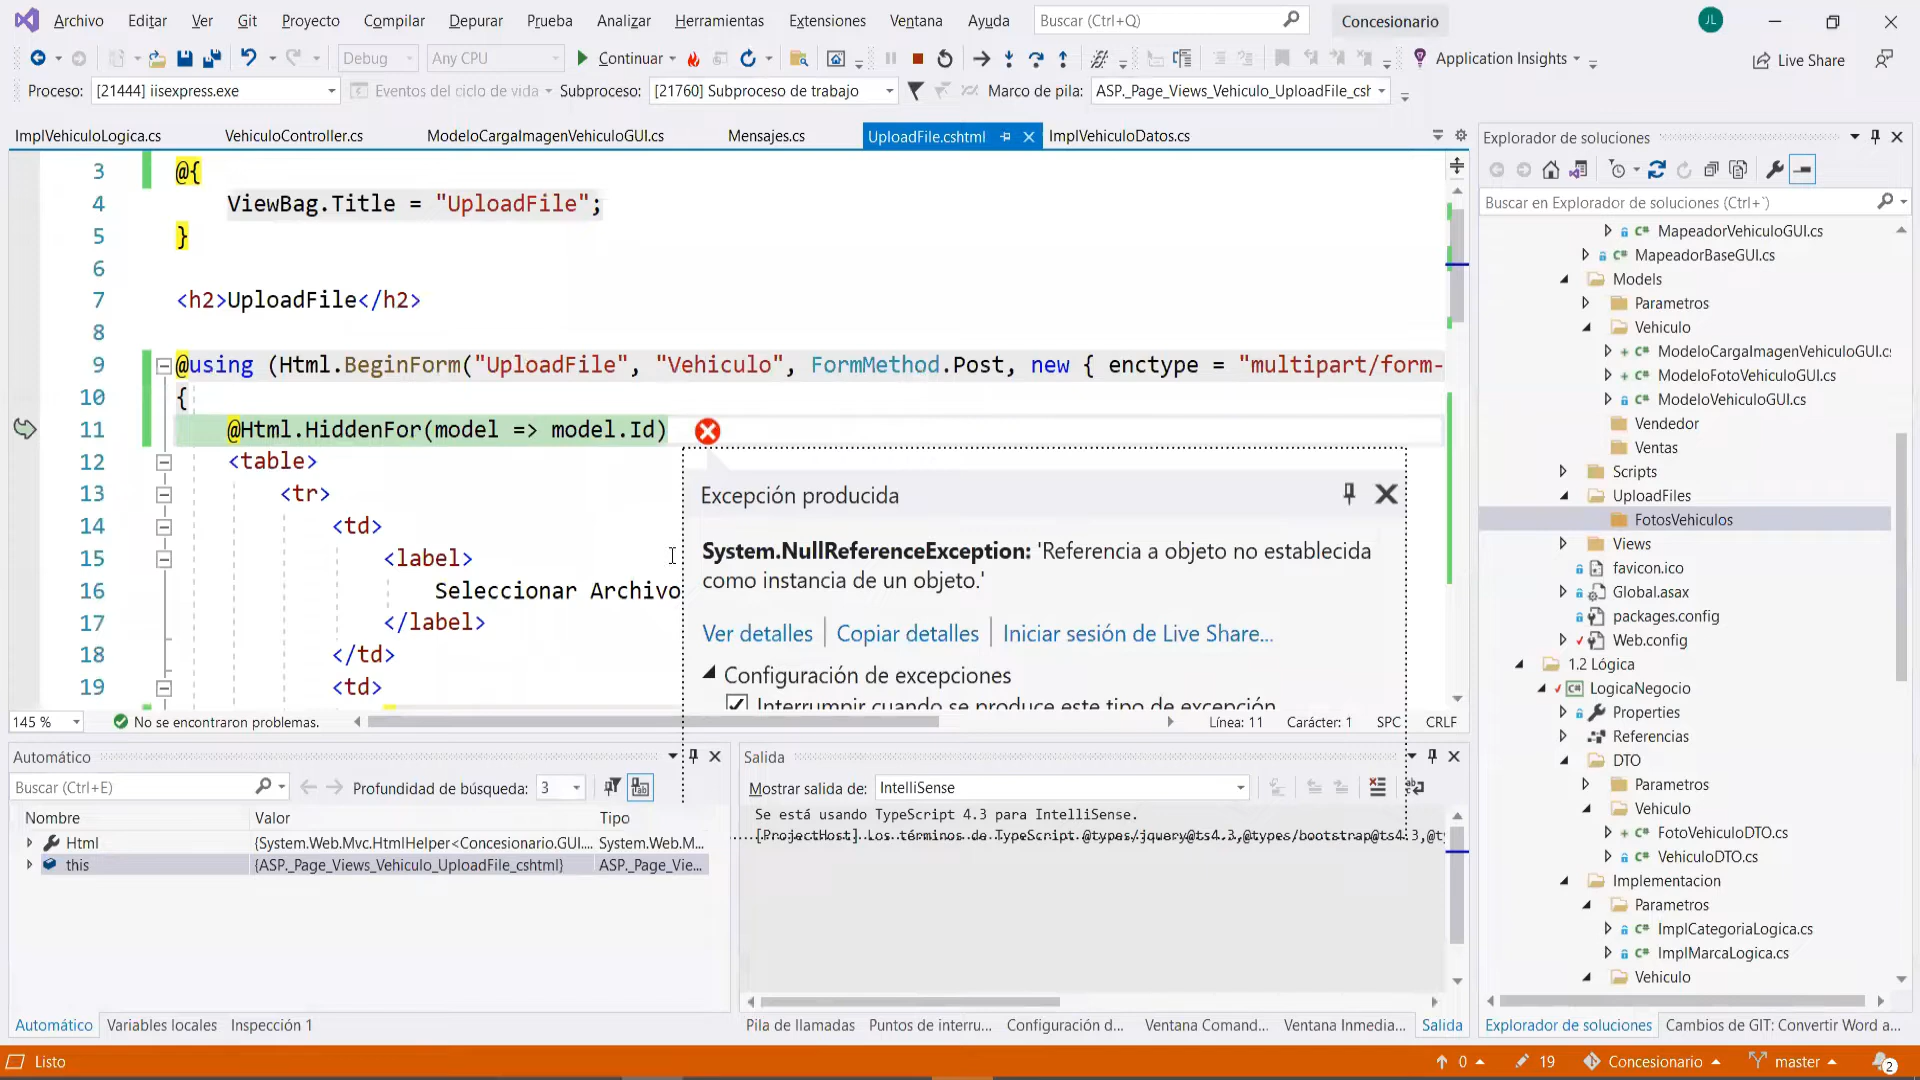 Archivo Editar Ver Git Proyecto Compilar Depurar Prueba Analizar Herramientas Extensiones Ventana Ayuda Buscar (Ctrl+Q) Concesionario JL
Debug Any CPU Continuar Application Insights Live Share
Proceso: [21444] iisexpress.exe Eventos del ciclo de vida Subproceso: [21760] Subproceso de trabajo Marco de pila: ASP._Page_Views_Vehiculo_UploadFile_csht
ImplVehiculoLogica.cs VehiculoController.cs ModeloCargaImagenVehiculoGUI.cs Mensajes.cs UploadFile.cshtml ImplVehiculoDatos.cs
3 @{
4 ViewBag.Title = "UploadFile";
5 }
6
7 <h2>UploadFile</h2>
8
9 @using (Html.BeginForm("UploadFile", "Vehiculo", FormMethod.Post, new { enctype = "multipart/form-
10 {
11 @Html.HiddenFor(model => model.Id)
12 <table>
13 <tr>
14 <td>
15 <label>
16 Seleccionar Archivo
17 </label>
18 </td>
19 <td>
Excepción producida
System.NullReferenceException: 'Referencia a objeto no establecida
como instancia de un objeto.'
Ver detalles Copiar detalles Iniciar sesión de Live Share...
Configuración de excepciones
Interrumpir cuando se produce este tipo de excepción
145 % No se encontraron problemas. Línea: 11 Carácter: 1 SPC CRLF
Automático
Buscar (Ctrl+E) Profundidad de búsqueda: 3
Nombre Valor Tipo
Html {System.Web.Mvc.HtmlHelper<Concesionario.GUI.... System.Web.M...
this {ASP._Page_Views_Vehiculo_UploadFile_cshtml} ASP._Page_Vie...
Automático Variables locales Inspección 1
Salida
Mostrar salida de: IntelliSense
Se está usando TypeScript 4.3 para IntelliSense.
[ProjectHost] Los términos de TypeScript @types/jquery@ts4.3,@types/bootstrap@ts4.3,@ty
Pila de llamadas Puntos de interru... Configuración d... Ventana Comand... Ventana Inmedia... Salida
Explorador de soluciones
Buscar en Explorador de soluciones (Ctrl+`)
MapeadorVehiculoGUI.cs
C# MapeadorBaseGUI.cs
Models
Parametros
Vehiculo
C# ModeloCargaImagenVehiculoGUI.cs
C# ModeloFotoVehiculoGUI.cs
C# ModeloVehiculoGUI.cs
Vendedor
Ventas
Scripts
UploadFiles
FotosVehiculos
Views
favicon.ico
Global.asax
packages.config
Web.config
1.2 Lógica
LogicaNegocio
Properties
Referencias
DTO
Parametros
Vehiculo
C# FotoVehiculoDTO.cs
C# VehiculoDTO.cs
Implementacion
Parametros
C# ImplCategoriaLogica.cs
C# ImplMarcaLogica.cs
Vehiculo
Explorador de soluciones Cambios de GIT: Convertir Word a...
Listo 0 19 Concesionario master 2